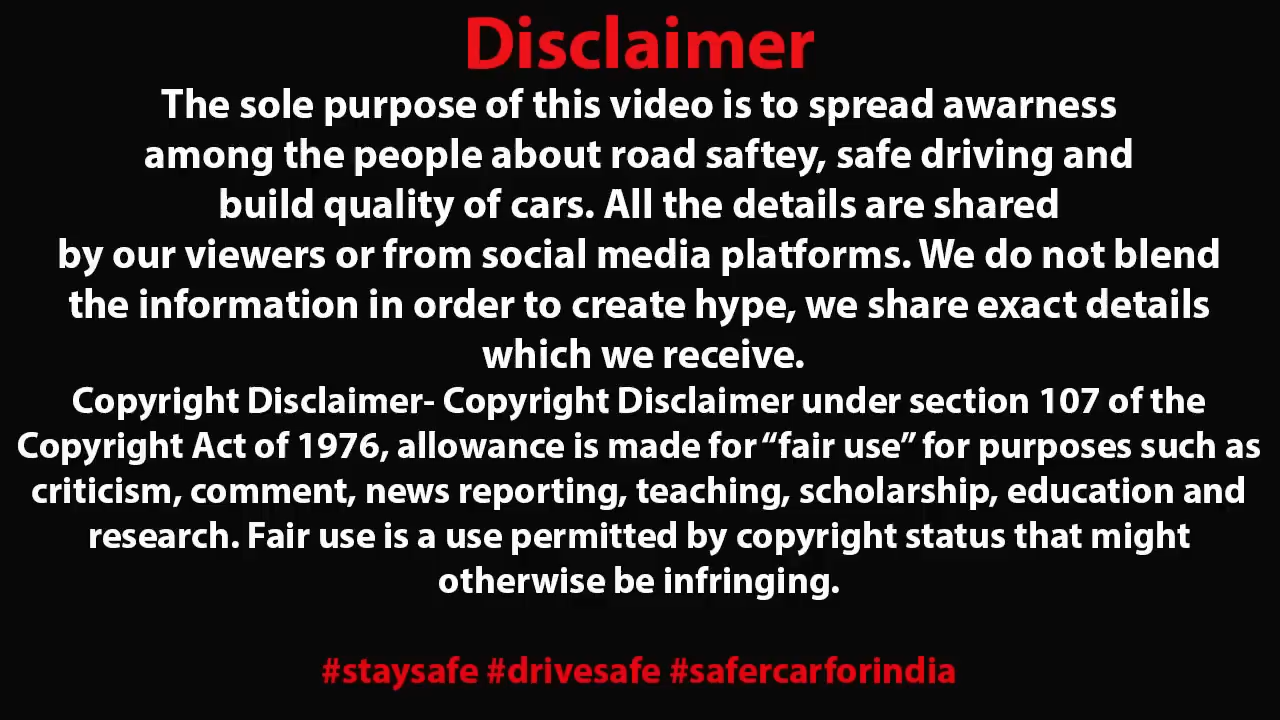 Disclaimer
The sole purpose of this video is to spread awarness
among the people about road saftey, safe driving and
build quality of cars. All the details are shared
by our viewers or from social media platforms. We do not blend
the information in order to create hype, we share exact details
which we receive.
Copyright Disclaimer- Copyright Disclaimer under section 107 of the
Copyright Act of 1976, allowance is made for “fair use” for purposes such as
criticism, comment, news reporting, teaching, scholarship, education and
research. Fair use is a use permitted by copyright status that might
otherwise be infringing.
#staysafe #drivesafe #safercarforindia